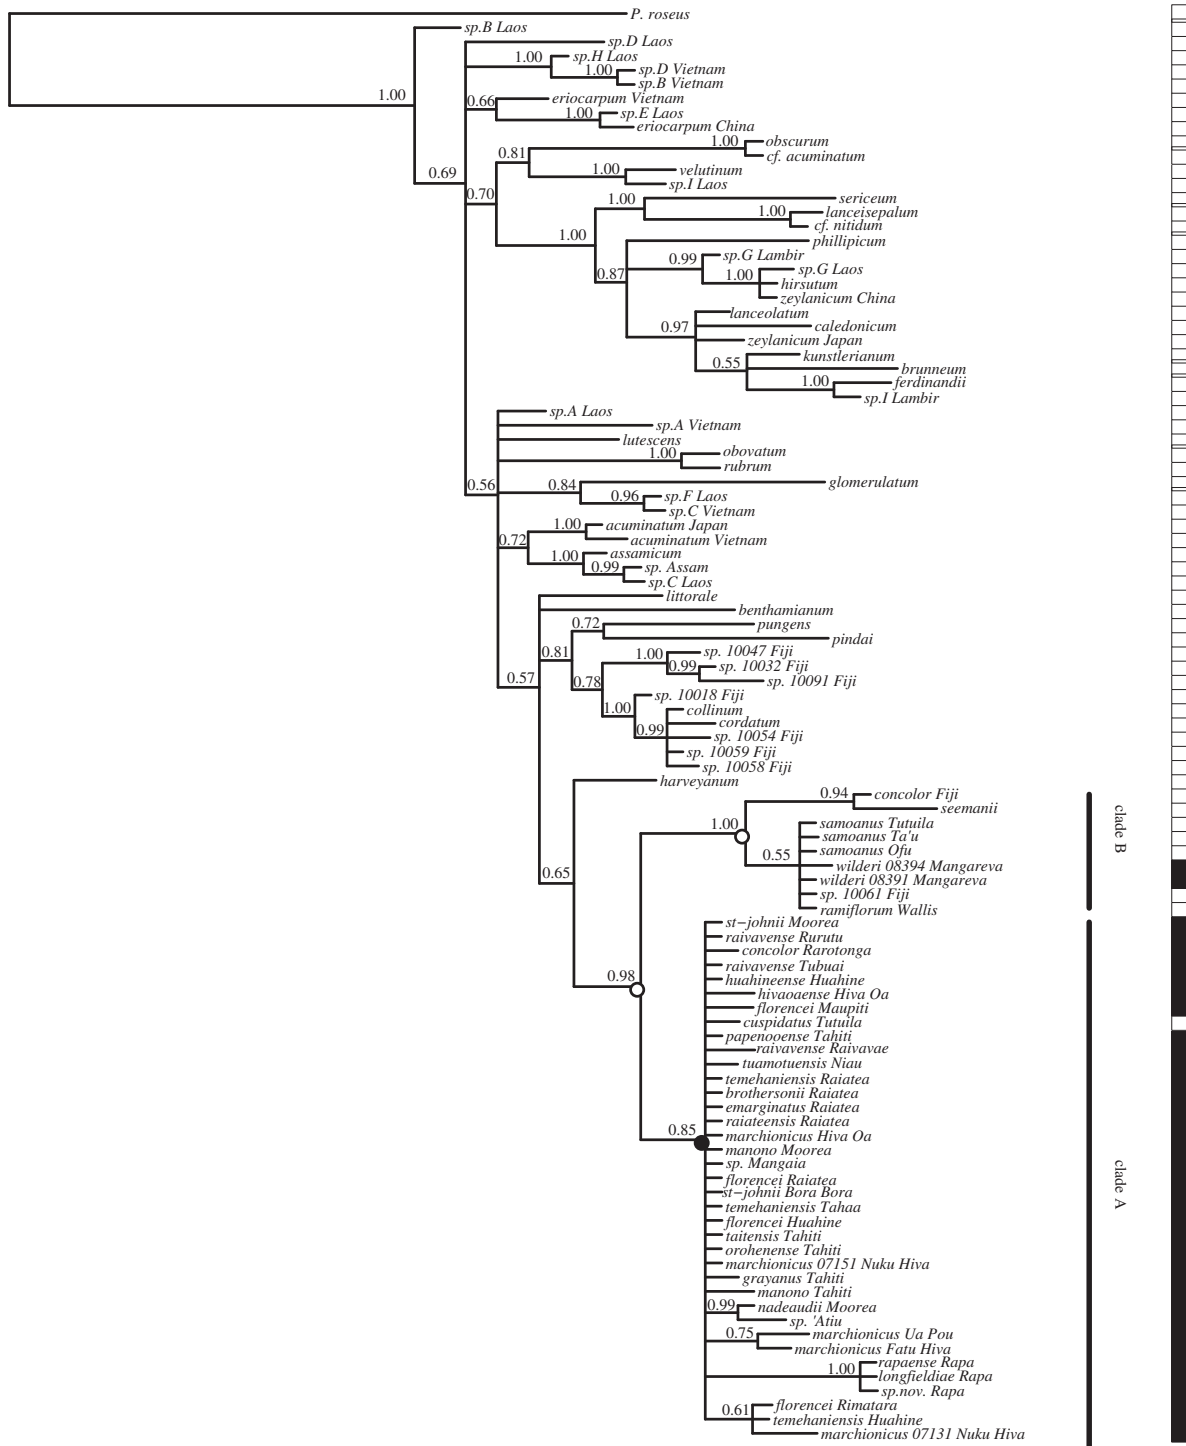 P. roseus
sp.B Laos
sp.D Laos
1.00 sp.H Laos
1.00 sp.D Vietnam
sp.B Vietnam
1.00
0.66 eriocarpum Vietnam
1.00 sp.E Laos
eriocarpum China
1.00 obscurum
0.81 cf. acuminatum
0.69 1.00 velutinum
sp.I Laos
0.70 1.00 sericeum
1.00 lanceisepalum
cf. nitidum
1.00 phillipicum
0.99 sp.G Lambir
0.87 1.00 sp.G Laos
hirsutum
zeylanicum China
lanceolatum
0.97 caledonicum
zeylanicum Japan
kunstlerianum
0.55 brunneum
1.00 ferdinandii
sp.I Lambir
sp.A Laos
sp.A Vietnam
lutescens
1.00 obovatum
rubrum
0.56 0.84 glomerulatum
0.96 sp.F Laos
sp.C Vietnam
1.00 acuminatum Japan
0.72 acuminatum Vietnam
1.00 assamicum
0.99 sp. Assam
sp.C Laos
littorale
benthamianum
0.72 pungens
pindai
0.81 1.00 sp. 10047 Fiji
0.99 sp. 10032 Fiji
0.57 0.78 sp. 10091 Fiji
sp. 10018 Fiji
1.00 collinum
cordatum
0.99 sp. 10054 Fiji
sp. 10059 Fiji
sp. 10058 Fiji
harveyanum
0.94 concolor Fiji
seemanii
1.00 samoanus Tutuila
samoanus Ta'u
0.55 samoanus Ofu
0.65 wilderi 08394 Mangareva
wilderi 08391 Mangareva
sp. 10061 Fiji
ramiflorum Wallis
clade B
st−johnii Moorea
raivavense Rurutu
concolor Rarotonga
raivavense Tubuai
0.98 huahineense Huahine
hivaoaense Hiva Oa
florencei Maupiti
cuspidatus Tutuila
papenooense Tahiti
raivavense Raivavae
tuamotuensis Niau
temehaniensis Raiatea
brothersonii Raiatea
emarginatus Raiatea
raiateensis Raiatea
0.85 marchionicus Hiva Oa
manono Moorea
sp. Mangaia
florencei Raiatea
st−johnii Bora Bora
temehaniensis Tahaa
florencei Huahine
taitensis Tahiti
orohenense Tahiti
marchionicus 07151 Nuku Hiva
grayanus Tahiti
manono Tahiti
0.99 nadeaudii Moorea
sp. 'Atiu
0.75 marchionicus Ua Pou
marchionicus Fatu Hiva
rapaense Rapa
1.00 longfieldiae Rapa
sp.nov. Rapa
florencei Rimatara
0.61 temehaniensis Huahine
marchionicus 07131 Nuku Hiva
clade A